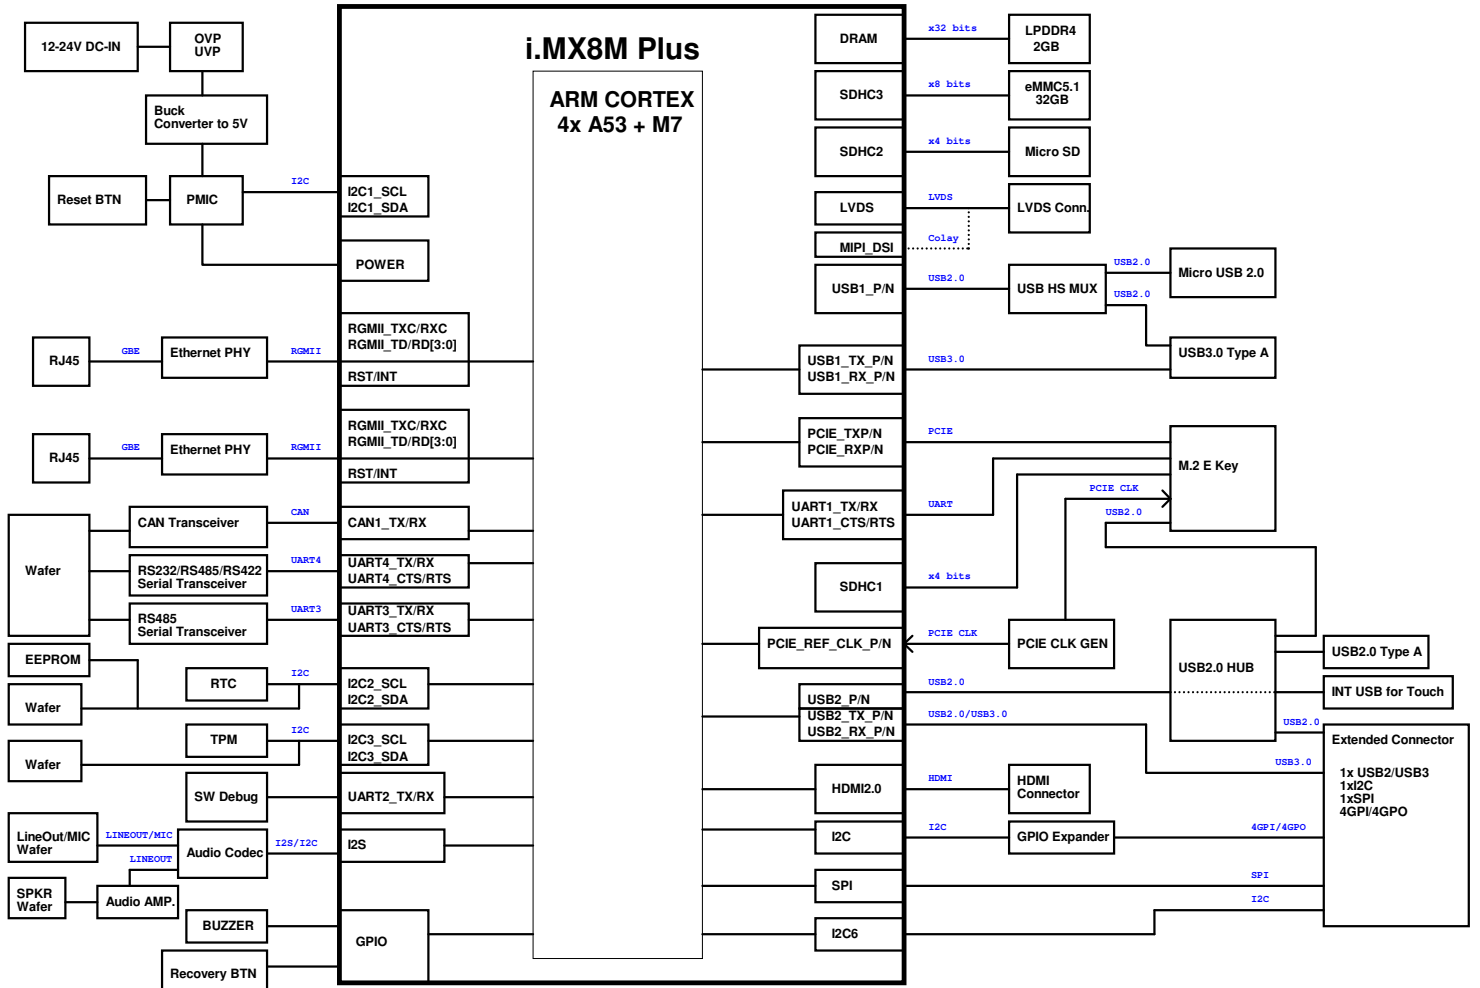 i.MX8M Plus
ARM CORTEX
4x A53 + M7
12-24V DC-IN
OVP
UVP
Buck
Converter to 5V
Reset BTN
PMIC
I2C
I2C1_SCL
I2C1_SDA
POWER
RJ45
GBE
Ethernet PHY
RGMII
RGMII_TXC/RXC
RGMII_TD/RD[3:0]
RST/INT
RJ45
GBE
Ethernet PHY
RGMII
RGMII_TXC/RXC
RGMII_TD/RD[3:0]
RST/INT
Wafer
CAN Transceiver
CAN
CAN1_TX/RX
RS232/RS485/RS422
Serial Transceiver
UART4
UART4_TX/RX
UART4_CTS/RTS
RS485
Serial Transceiver
UART3
UART3_TX/RX
UART3_CTS/RTS
EEPROM
Wafer
RTC
I2C
I2C2_SCL
I2C2_SDA
Wafer
TPM
I2C
I2C3_SCL
I2C3_SDA
SW Debug
UART2_TX/RX
LineOut/MIC
Wafer
LINEOUT/MIC
LINEOUT
Audio Codec
I2S/I2C
I2S
SPKR
Wafer
Audio AMP.
BUZZER
GPIO
Recovery BTN
DRAM
x32 bits
LPDDR4
2GB
SDHC3
x8 bits
eMMC5.1
32GB
SDHC2
x4 bits
Micro SD
LVDS
LVDS
LVDS Conn.
MIPI_DSI
Colay
USB1_P/N
USB2.0
USB HS MUX
USB2.0
Micro USB 2.0
USB2.0
USB3.0 Type A
USB1_TX_P/N
USB1_RX_P/N
USB3.0
PCIE_TXP/N
PCIE_RXP/N
PCIE
M.2 E Key
PCIE CLK
USB2.0
UART1_TX/RX
UART1_CTS/RTS
UART
SDHC1
x4 bits
PCIE_REF_CLK_P/N
PCIE CLK
PCIE CLK GEN
USB2.0 HUB
USB2.0 Type A
INT USB for Touch
USB2_P/N
USB2.0
USB2_TX_P/N
USB2_RX_P/N
USB2.0/USB3.0
USB2.0
USB3.0
Extended Connector
1x USB2/USB3
1xI2C
1xSPI
4GPI/4GPO
HDMI2.0
HDMI
HDMI
Connector
I2C
I2C
GPIO Expander
4GPI/4GPO
SPI
SPI
I2C6
I2C